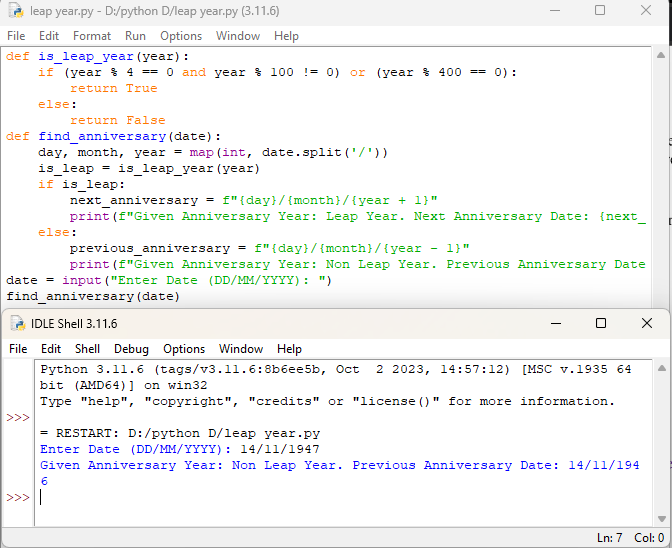 leap year.py - D:/python D/leap year.py (3.11.6)
File Edit Format Run Options Window Help
def is_leap_year(year):
    if (year % 4 == 0 and year % 100 != 0) or (year % 400 == 0):
        return True
    else:
        return False
def find_anniversary(date):
    day, month, year = map(int, date.split('/'))
    is_leap = is_leap_year(year)
    if is_leap:
        next_anniversary = f"{day}/{month}/{year + 1}"
        print(f"Given Anniversary Year: Leap Year. Next Anniversary Date: {next_
    else:
        previous_anniversary = f"{day}/{month}/{year - 1}"
        print(f"Given Anniversary Year: Non Leap Year. Previous Anniversary Date
date = input("Enter Date (DD/MM/YYYY): ")
find_anniversary(date)
IDLE Shell 3.11.6
File Edit Shell Debug Options Window Help
Python 3.11.6 (tags/v3.11.6:8b6ee5b, Oct  2 2023, 14:57:12) [MSC v.1935 64
bit (AMD64)] on win32
Type "help", "copyright", "credits" or "license()" for more information.
>>>
= RESTART: D:/python D/leap year.py
Enter Date (DD/MM/YYYY): 14/11/1947
Given Anniversary Year: Non Leap Year. Previous Anniversary Date: 14/11/194
6
>>>
Ln: 7 Col: 0